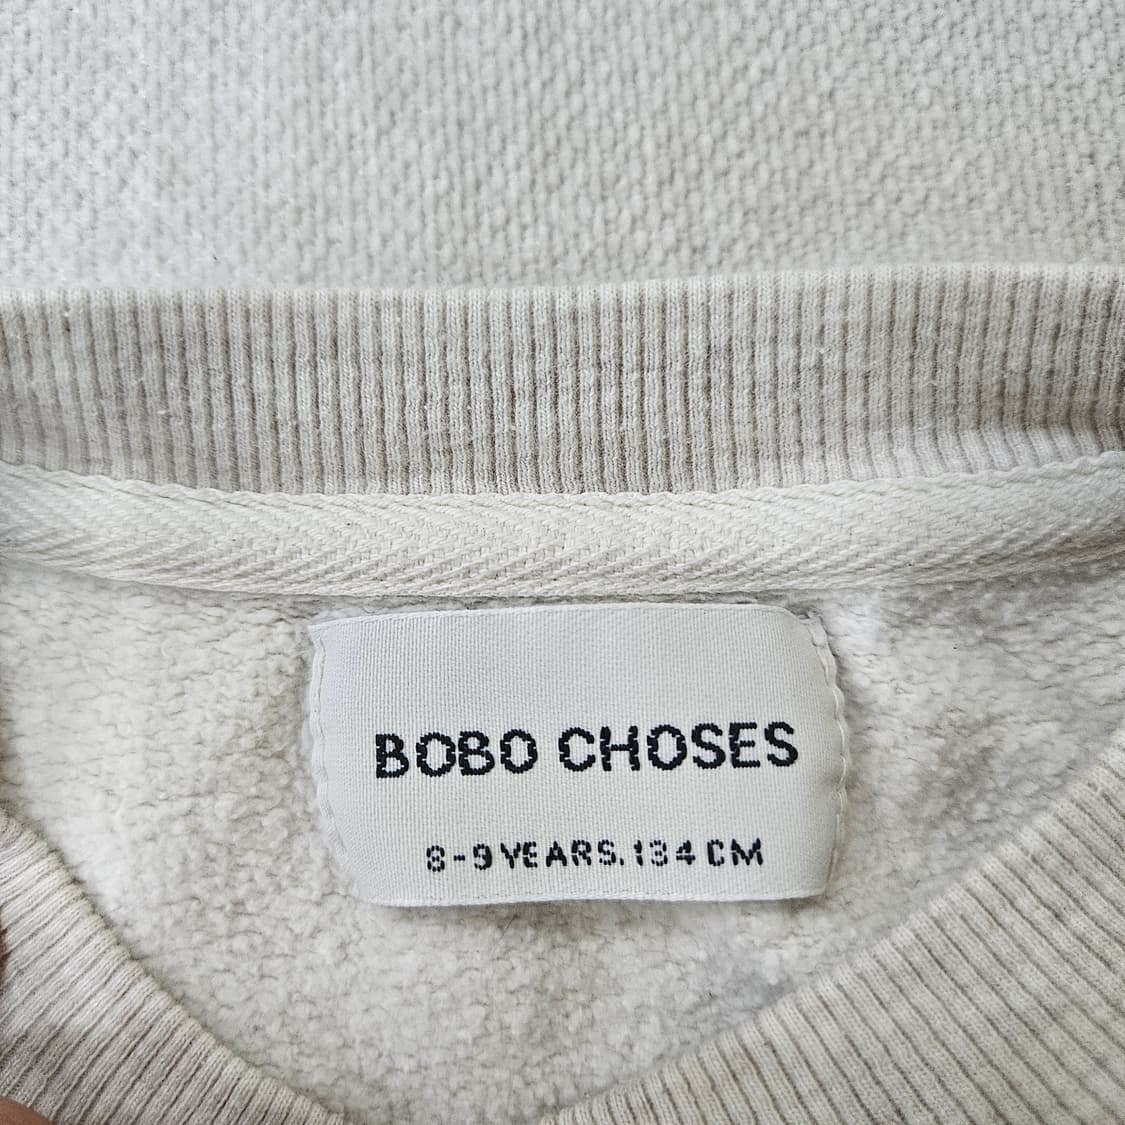 BOBO CHOSES
8-9 YEARS. 134 CM